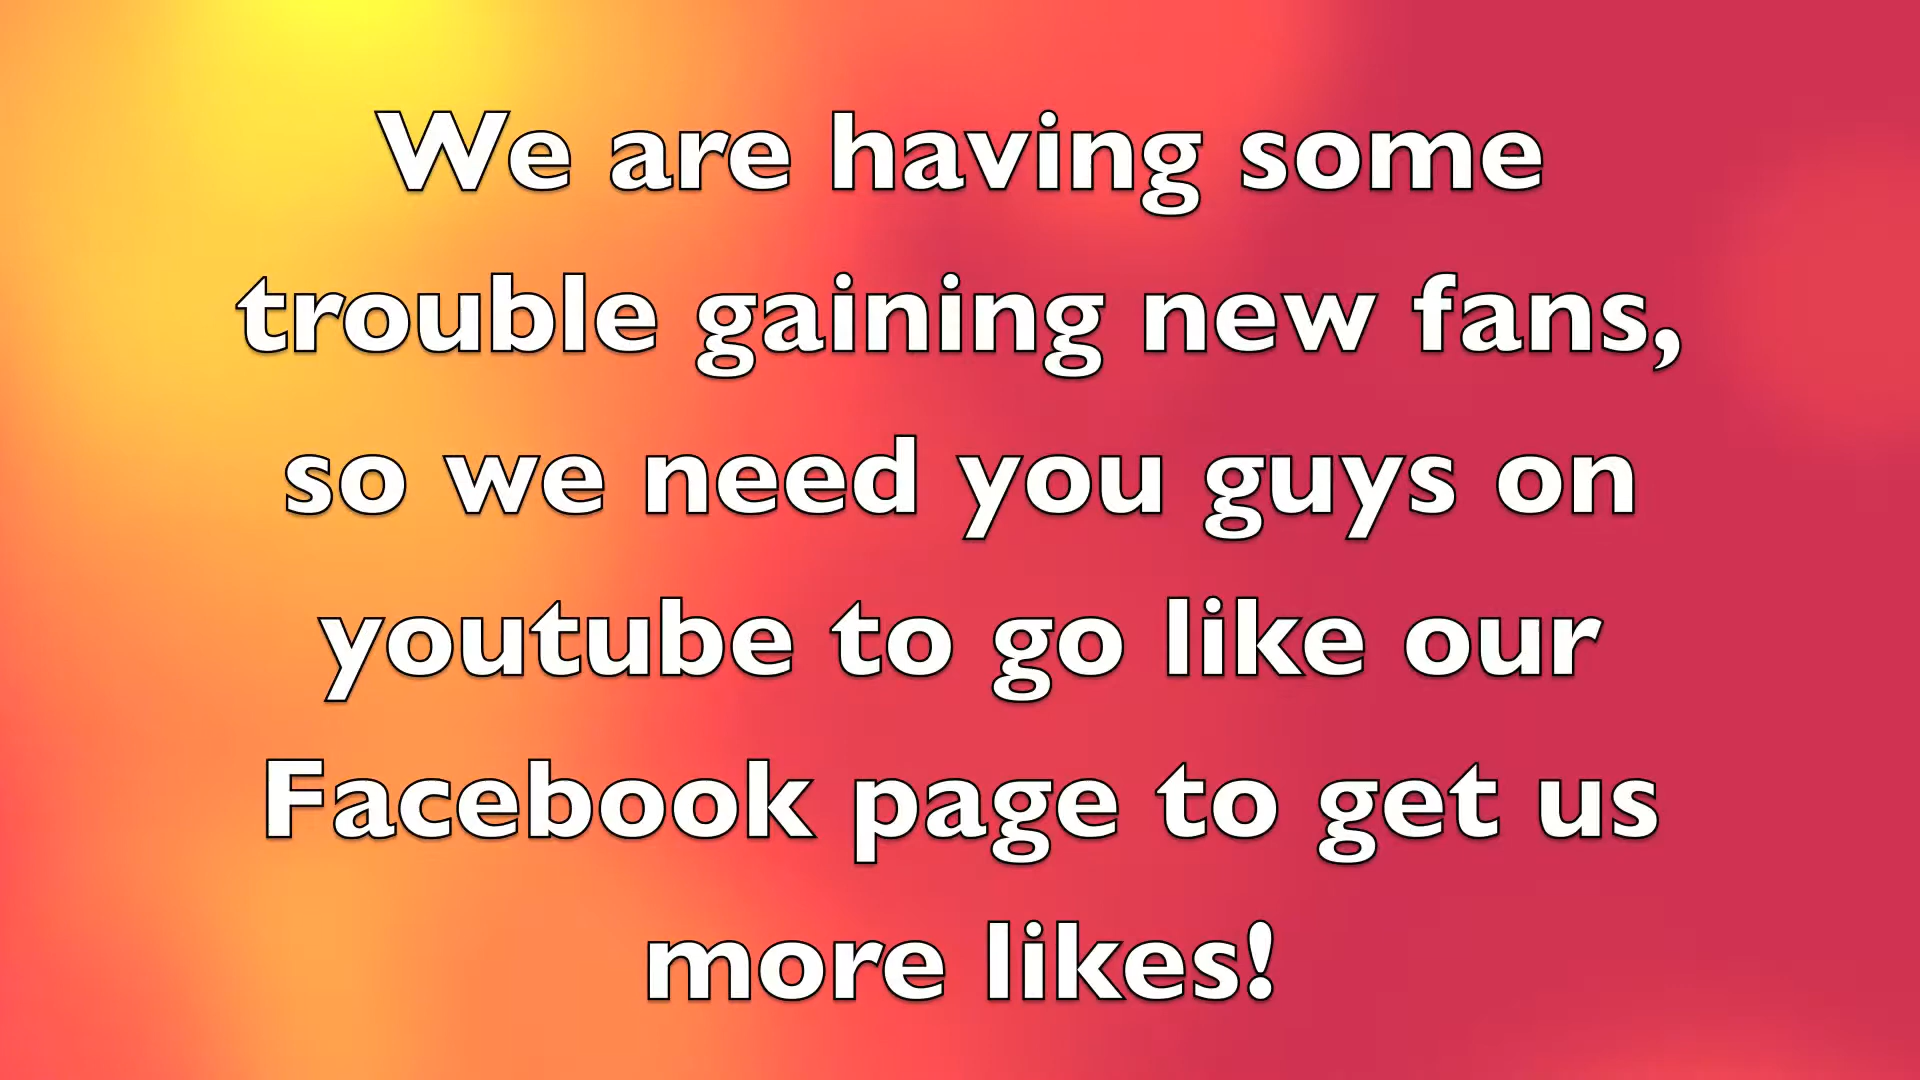 We are having some
trouble gaining new fans,
so we need you guys on
youtube to go like our
Facebook page to get us
more likes!